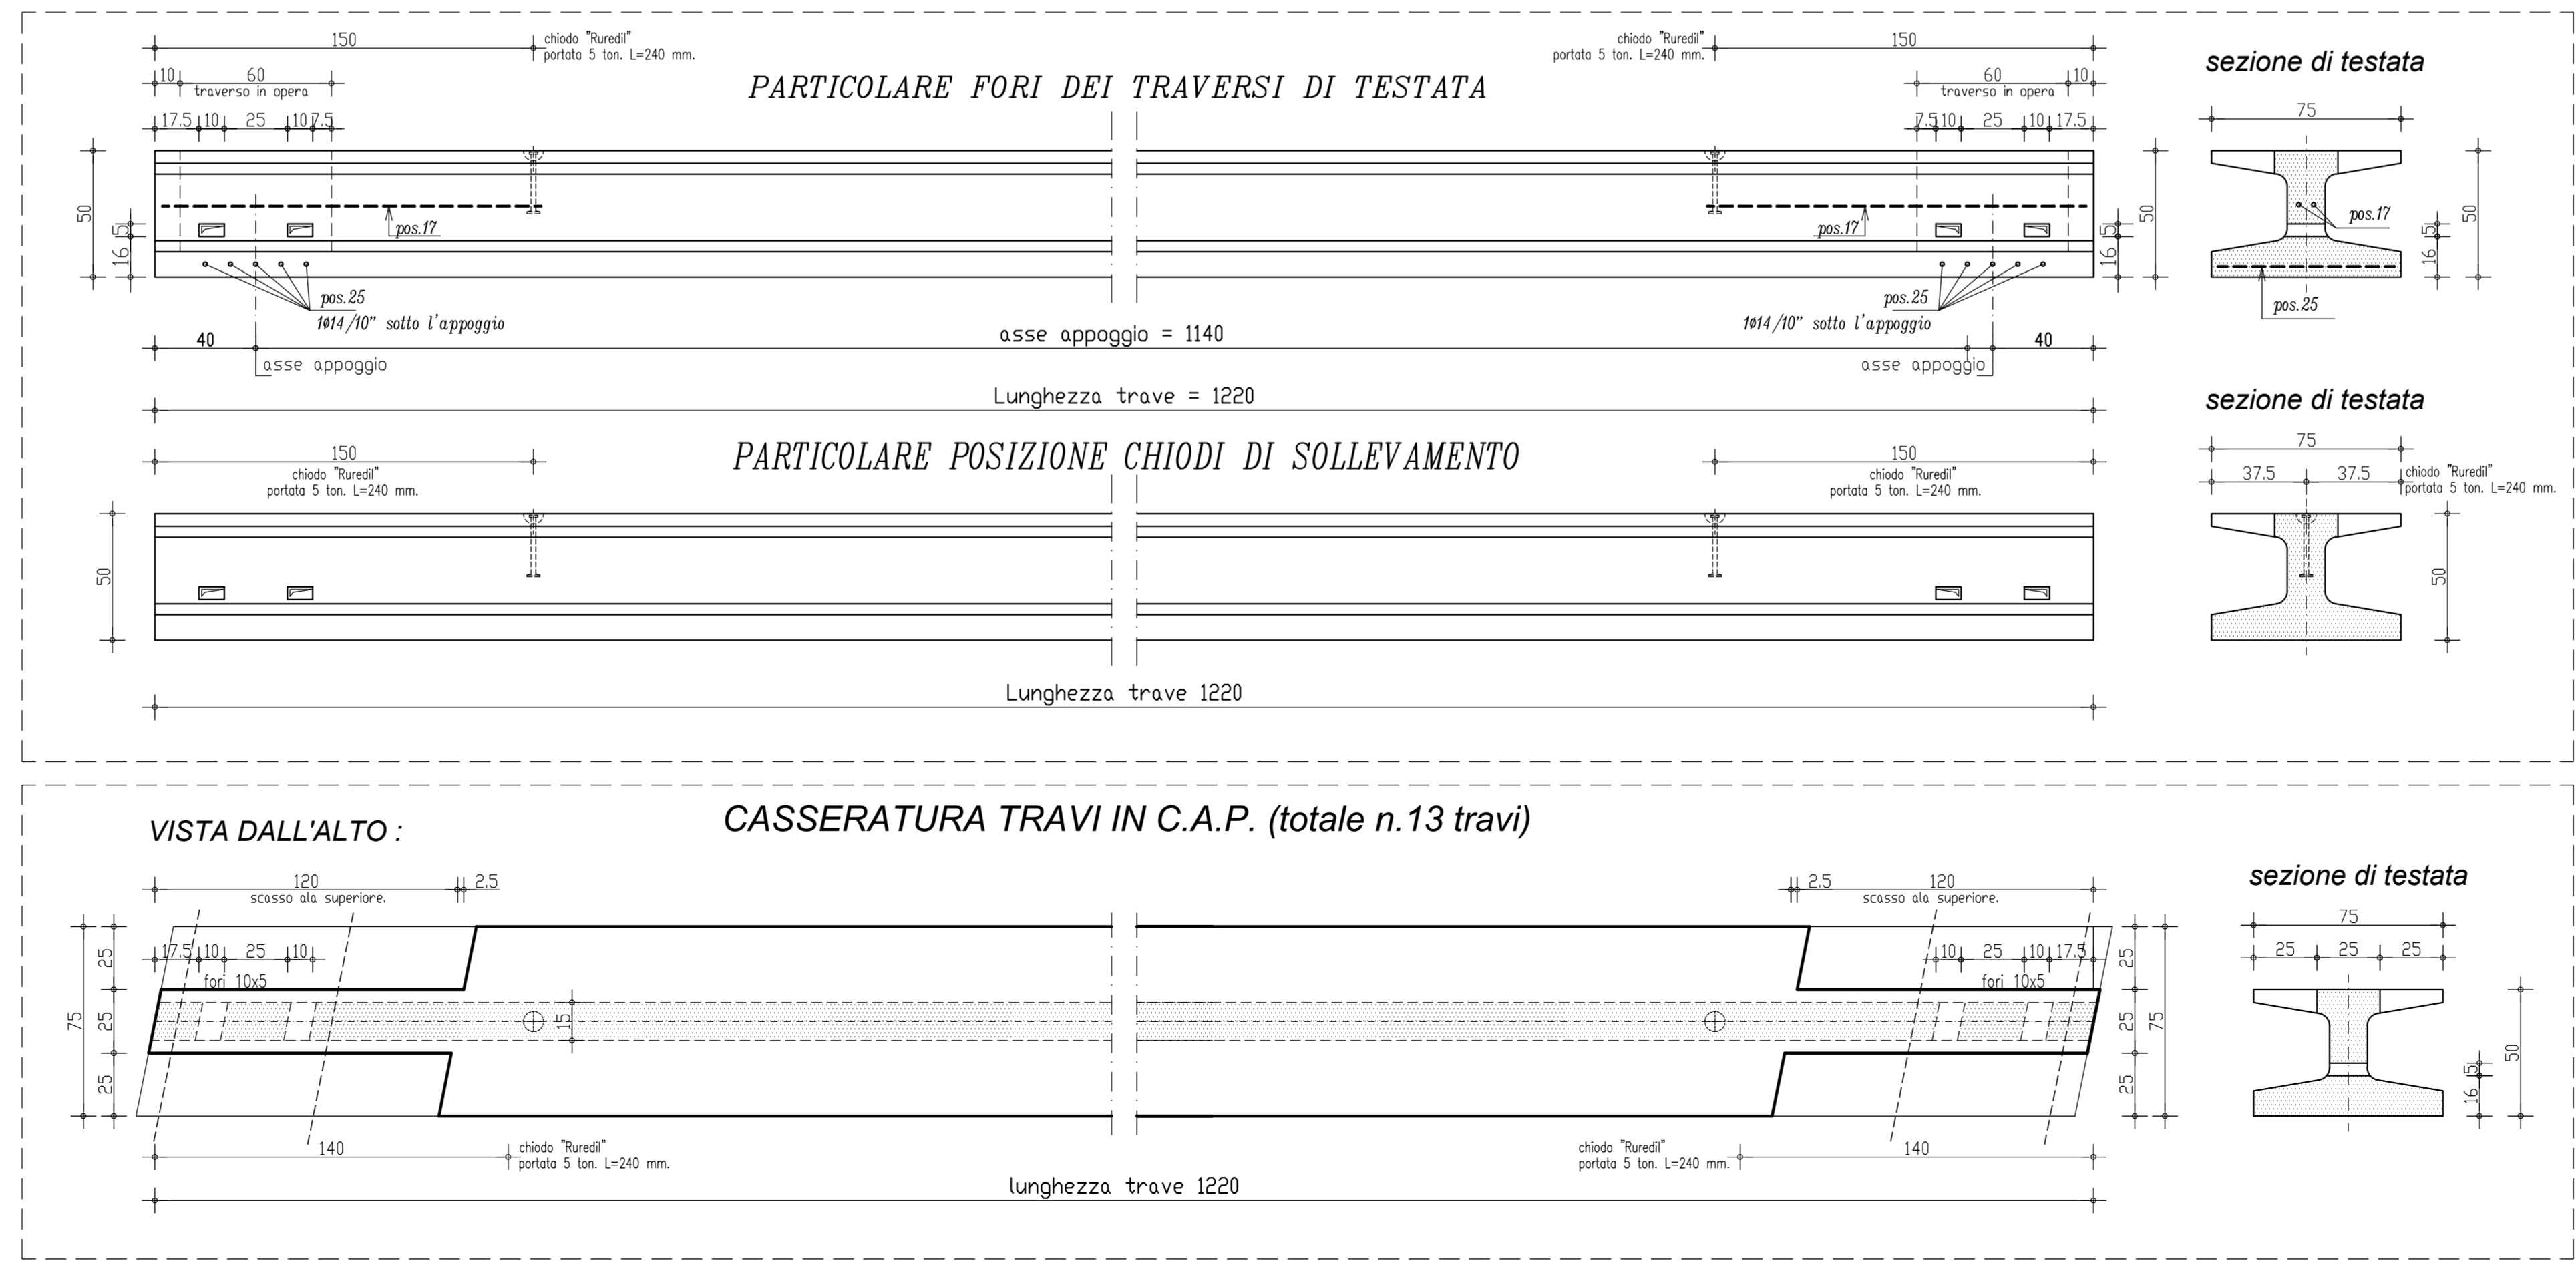 150
chiodo "Ruredil"
portata 5 ton. L=240 mm.
chiodo "Ruredil"
portata 5 ton. L=240 mm.
150
sezione di testata
10
60
traverso in opera
PARTICOLARE FORI DEI TRAVERSI DI TESTATA
60
10
traverso in opera
75
17.5 10 25 10 7.5
7.5 10 25 10 17.5
50
5
16
pos.17
pos.17
50
5
16
pos.17
50
5
16
pos.25
1ø14/10" sotto l'appoggio
pos.25
1ø14/10" sotto l'appoggio
pos.25
40
asse appoggio = 1140
40
asse appoggio
asse appoggio
Lunghezza trave = 1220
sezione di testata
150
chiodo "Ruredil"
portata 5 ton. L=240 mm.
PARTICOLARE POSIZIONE CHIODI DI SOLLEVAMENTO
150
chiodo "Ruredil"
portata 5 ton. L=240 mm.
75
37.5 37.5
chiodo "Ruredil"
portata 5 ton. L=240 mm.
50
50
Lunghezza trave 1220
VISTA DALL'ALTO :
CASSERATURA TRAVI IN C.A.P. (totale n.13 travi)
120
2.5
scasso ala superiore.
2.5
120
scasso ala superiore.
sezione di testata
75
25 25 25
17.5 10 25 10
fori 10x5
10 25 10 17.5
fori 10x5
75
25
25
25
15
25
25
25
75
50
5
16
140
chiodo "Ruredil"
portata 5 ton. L=240 mm.
chiodo "Ruredil"
portata 5 ton. L=240 mm.
140
lunghezza trave 1220